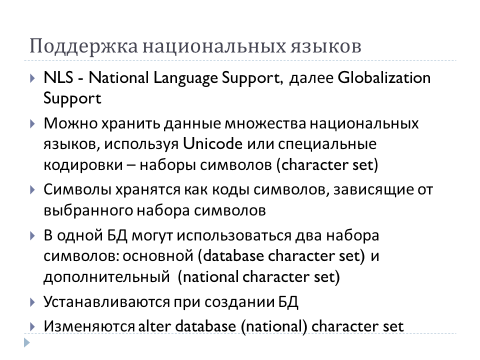 Поддержка национальных языков
NLS - National Language Support, далее Globalization
Support
Можно хранить данные множества национальных
языков, используя Unicode или специальные
кодировки – наборы символов (character set)
Символы хранятся как коды символов, зависящие от
выбранного набора символов
В одной БД могут использоваться два набора
символов: основной (database character set) и
дополнительный (national character set)
Устанавливаются при создании БД
Изменяются alter database (national) character set